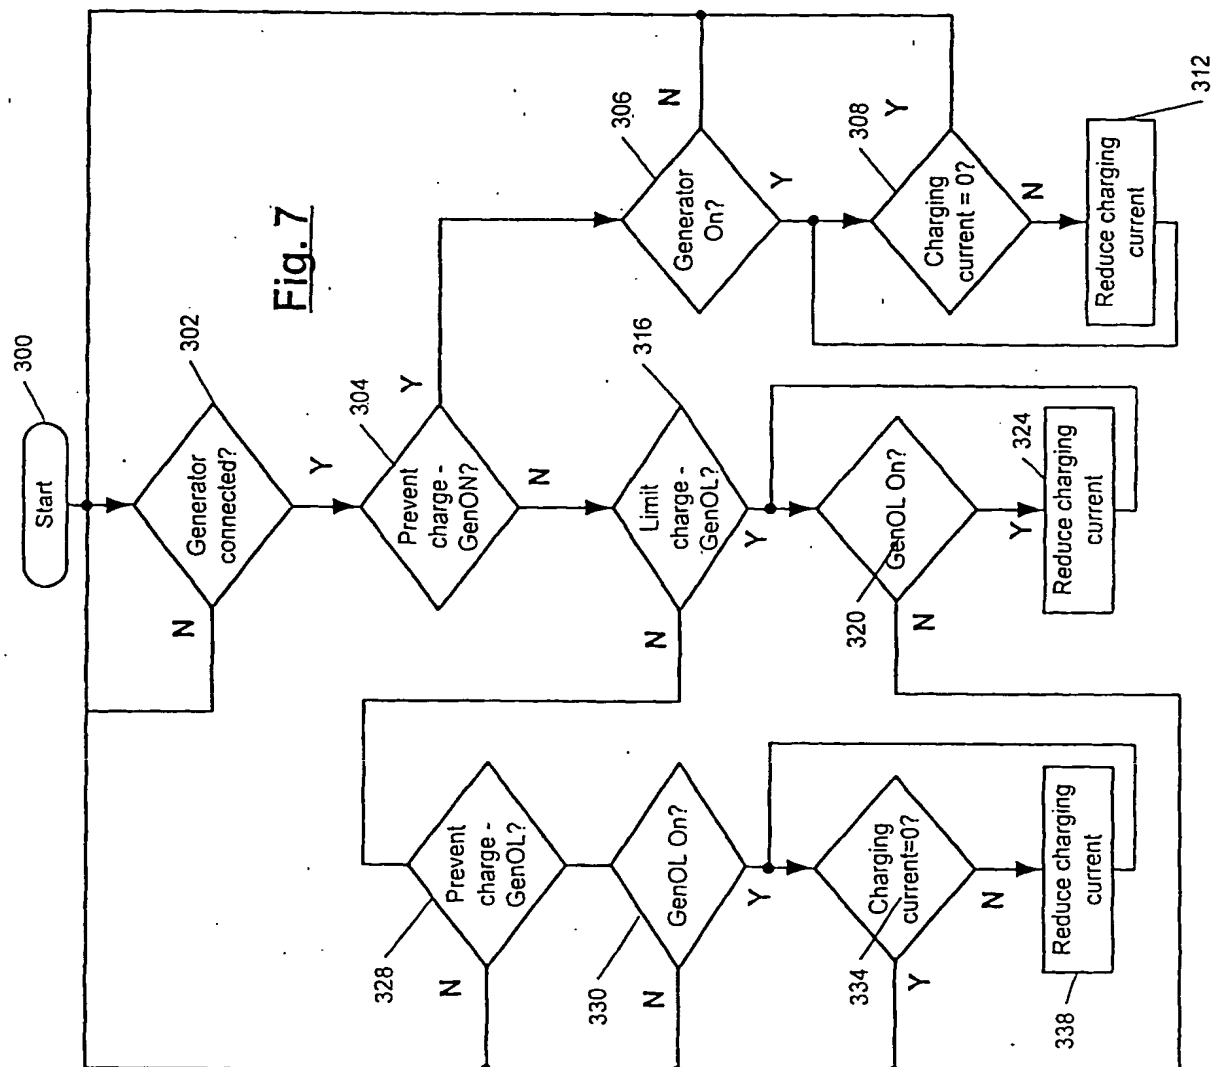 Fig. 7
300
Start
302
Generator
connected?
N
Y
304
Prevent
charge -
GenON?
Y
N
306
Generator
On?
N
Y
308
Charging
current = 0?
Y
N
312
Reduce charging
current
316
Limit
charge-
GenOL?
N
Y
320
GenOL On?
N
Y
324
Reduce charging
current
328
Prevent
charge -
GenOL?
N
330
GenOL On?
N
Y
334
Charging
current=0?
Y
N
338
Reduce charging
current